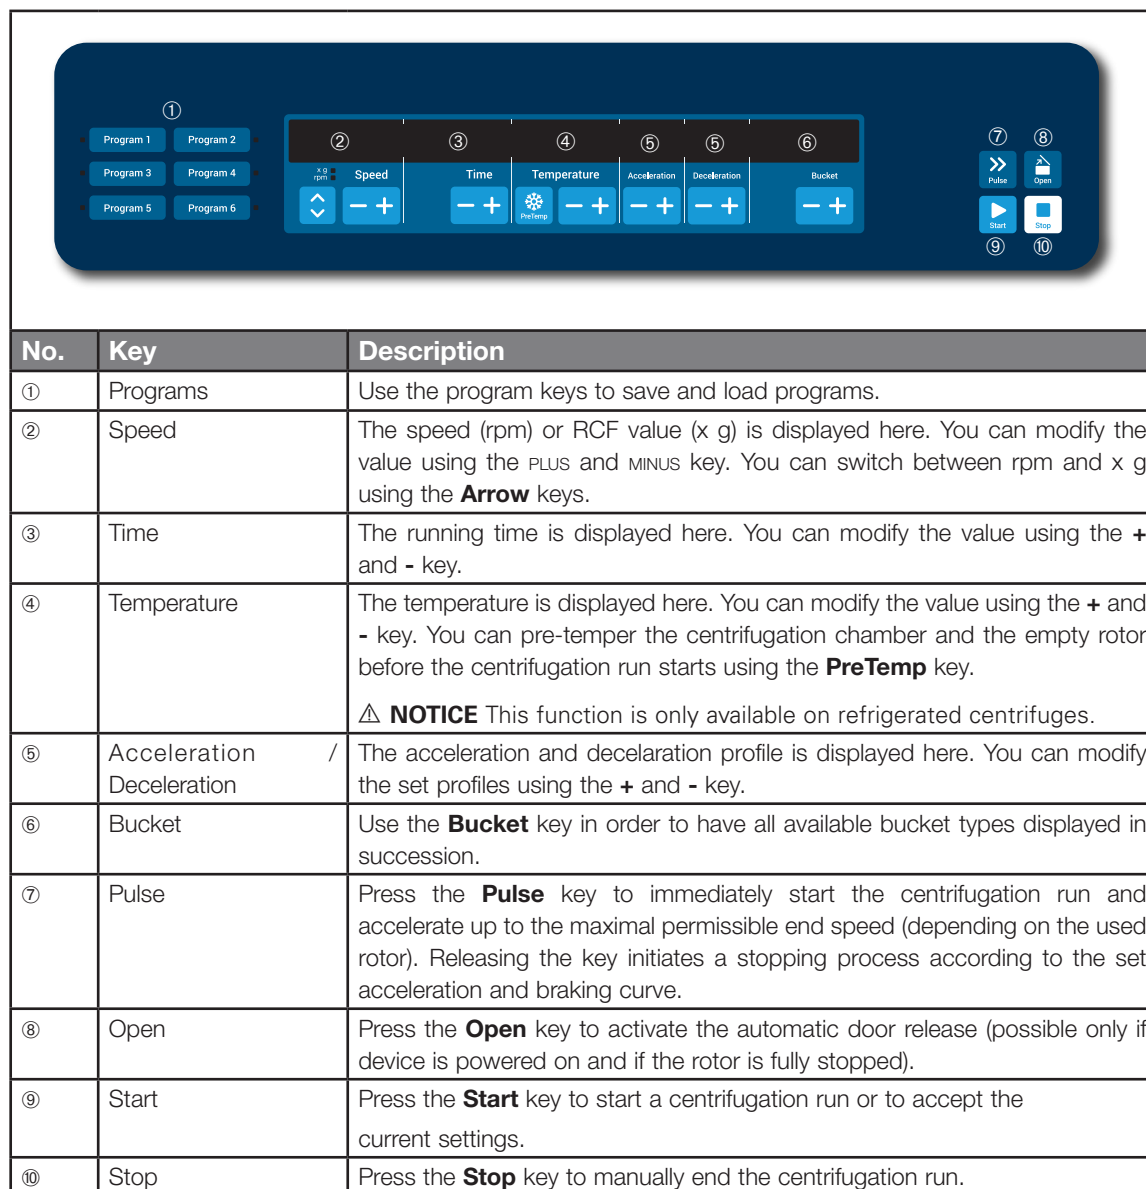 ①
Program 1 Program 2
Program 3 Program 4
Program 5 Program 6
② ③ ④ ⑤ ⑤ ⑥
x g
rpm
Speed Time Temperature Acceleration Deceleration Bucket
− + PreTemp − + − + − + − + − +
⑦ ⑧
Pulse Open
Start Stop
⑨ ⑩
No. Key Description
① Programs Use the program keys to save and load programs.
② Speed The speed (rpm) or RCF value (x g) is displayed here. You can modify the
value using the PLUS and MINUS key. You can switch between rpm and x g
using the Arrow keys.
③ Time The running time is displayed here. You can modify the value using the +
and - key.
④ Temperature The temperature is displayed here. You can modify the value using the + and
- key. You can pre-temper the centrifugation chamber and the empty rotor
before the centrifugation run starts using the PreTemp key.
⚠ NOTICE This function is only available on refrigerated centrifuges.
⑤ Acceleration / Deceleration The acceleration and decelaration profile is displayed here. You can modify
the set profiles using the + and - key.
⑥ Bucket Use the Bucket key in order to have all available bucket types displayed in
succession.
⑦ Pulse Press the Pulse key to immediately start the centrifugation run and
accelerate up to the maximal permissible end speed (depending on the used
rotor). Releasing the key initiates a stopping process according to the set
acceleration and braking curve.
⑧ Open Press the Open key to activate the automatic door release (possible only if
device is powered on and if the rotor is fully stopped).
⑨ Start Press the Start key to start a centrifugation run or to accept the
current settings.
⑩ Stop Press the Stop key to manually end the centrifugation run.